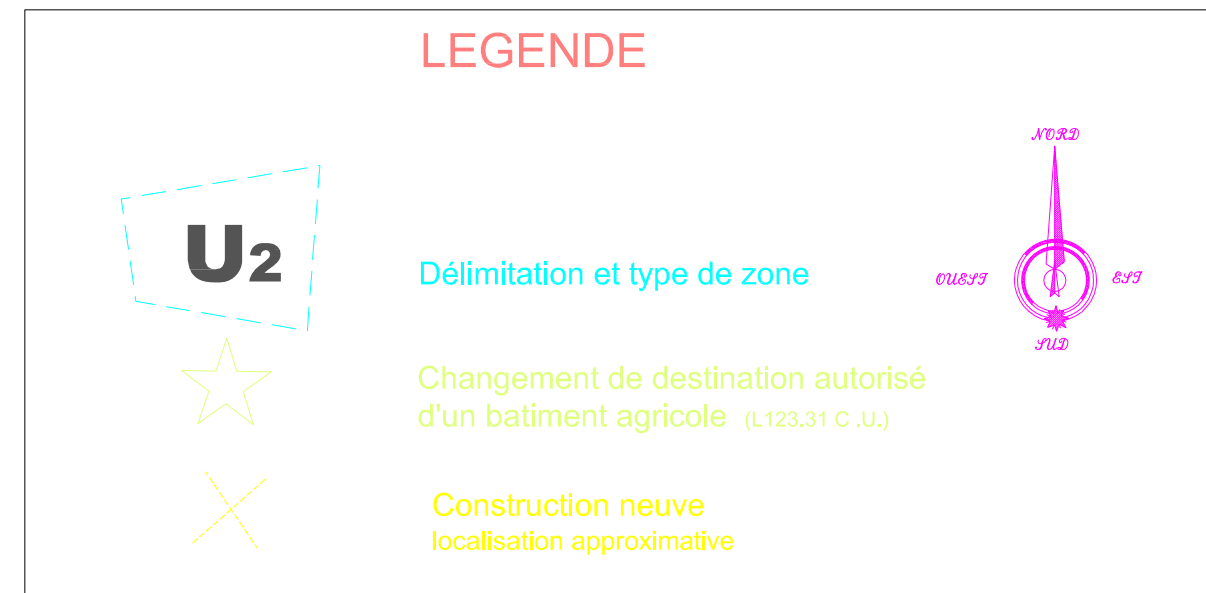 LEGENDE
NORD
U2
Délimitation et type de zone
OUEST
EST
SUD
Changement de destination autorisé
d'un batiment agricole (L123.31 C .U.)
Construction neuve
localisation approximative